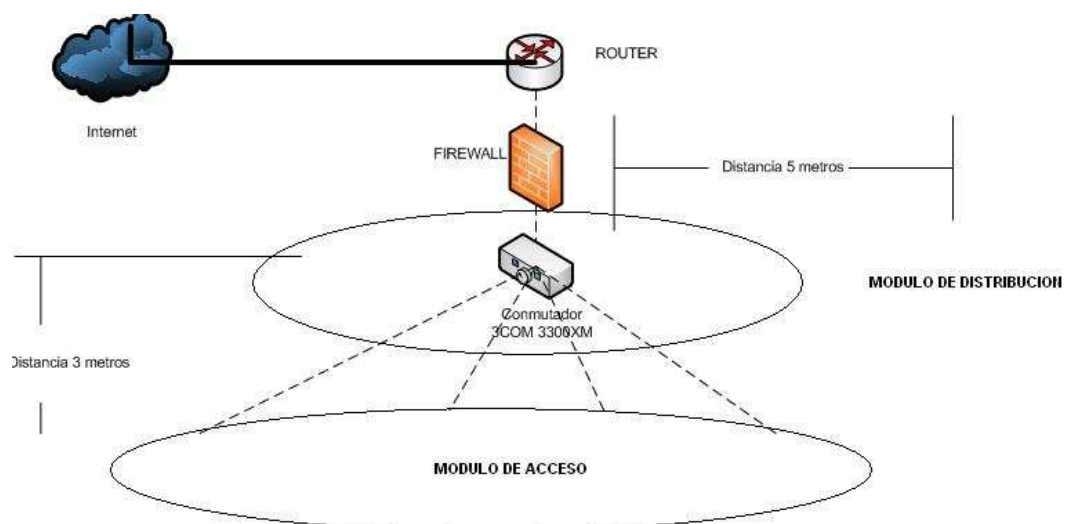 ROUTER
Internet
FIREWALL
Distancia 5 metros
MODULO DE DISTRIBUCION
Conmutador
3COM 3300XM
Distancia 3 metros
MODULO DE ACCESO